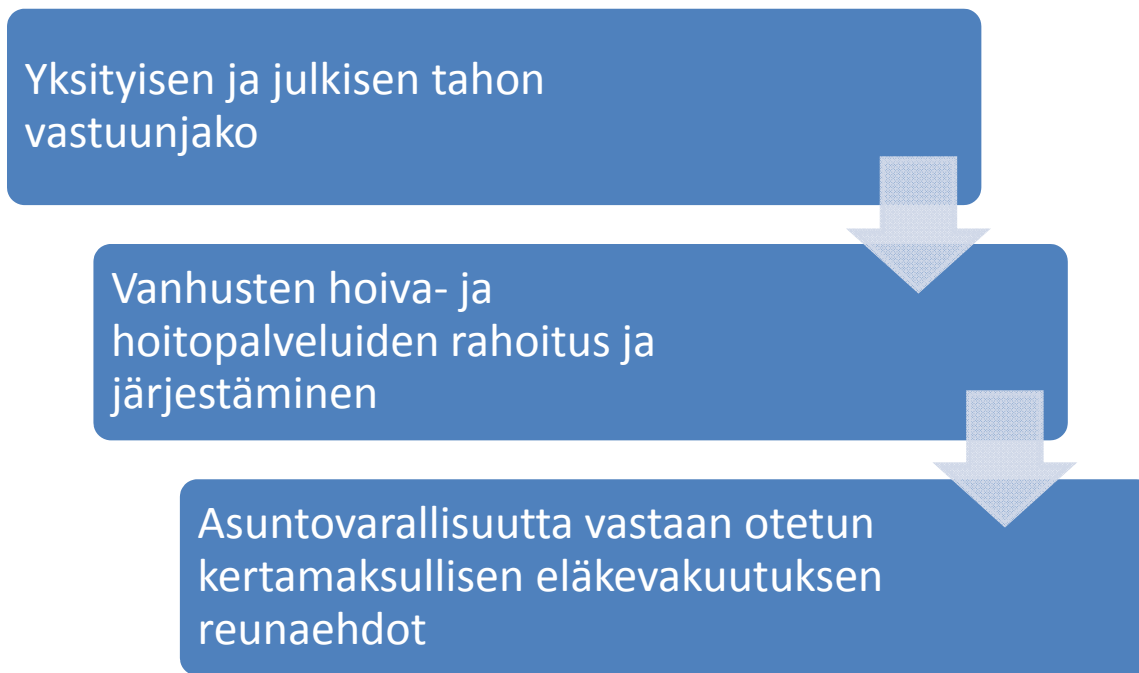 Yksityisen ja julkisen tahon
vastuunjako
Vanhusten hoiva- ja
hoitopalveluiden rahoitus ja
järjestäminen
Asuntovarallisuutta vastaan otetun
kertamaksullisen eläkevakuutuksen
reunaehdot